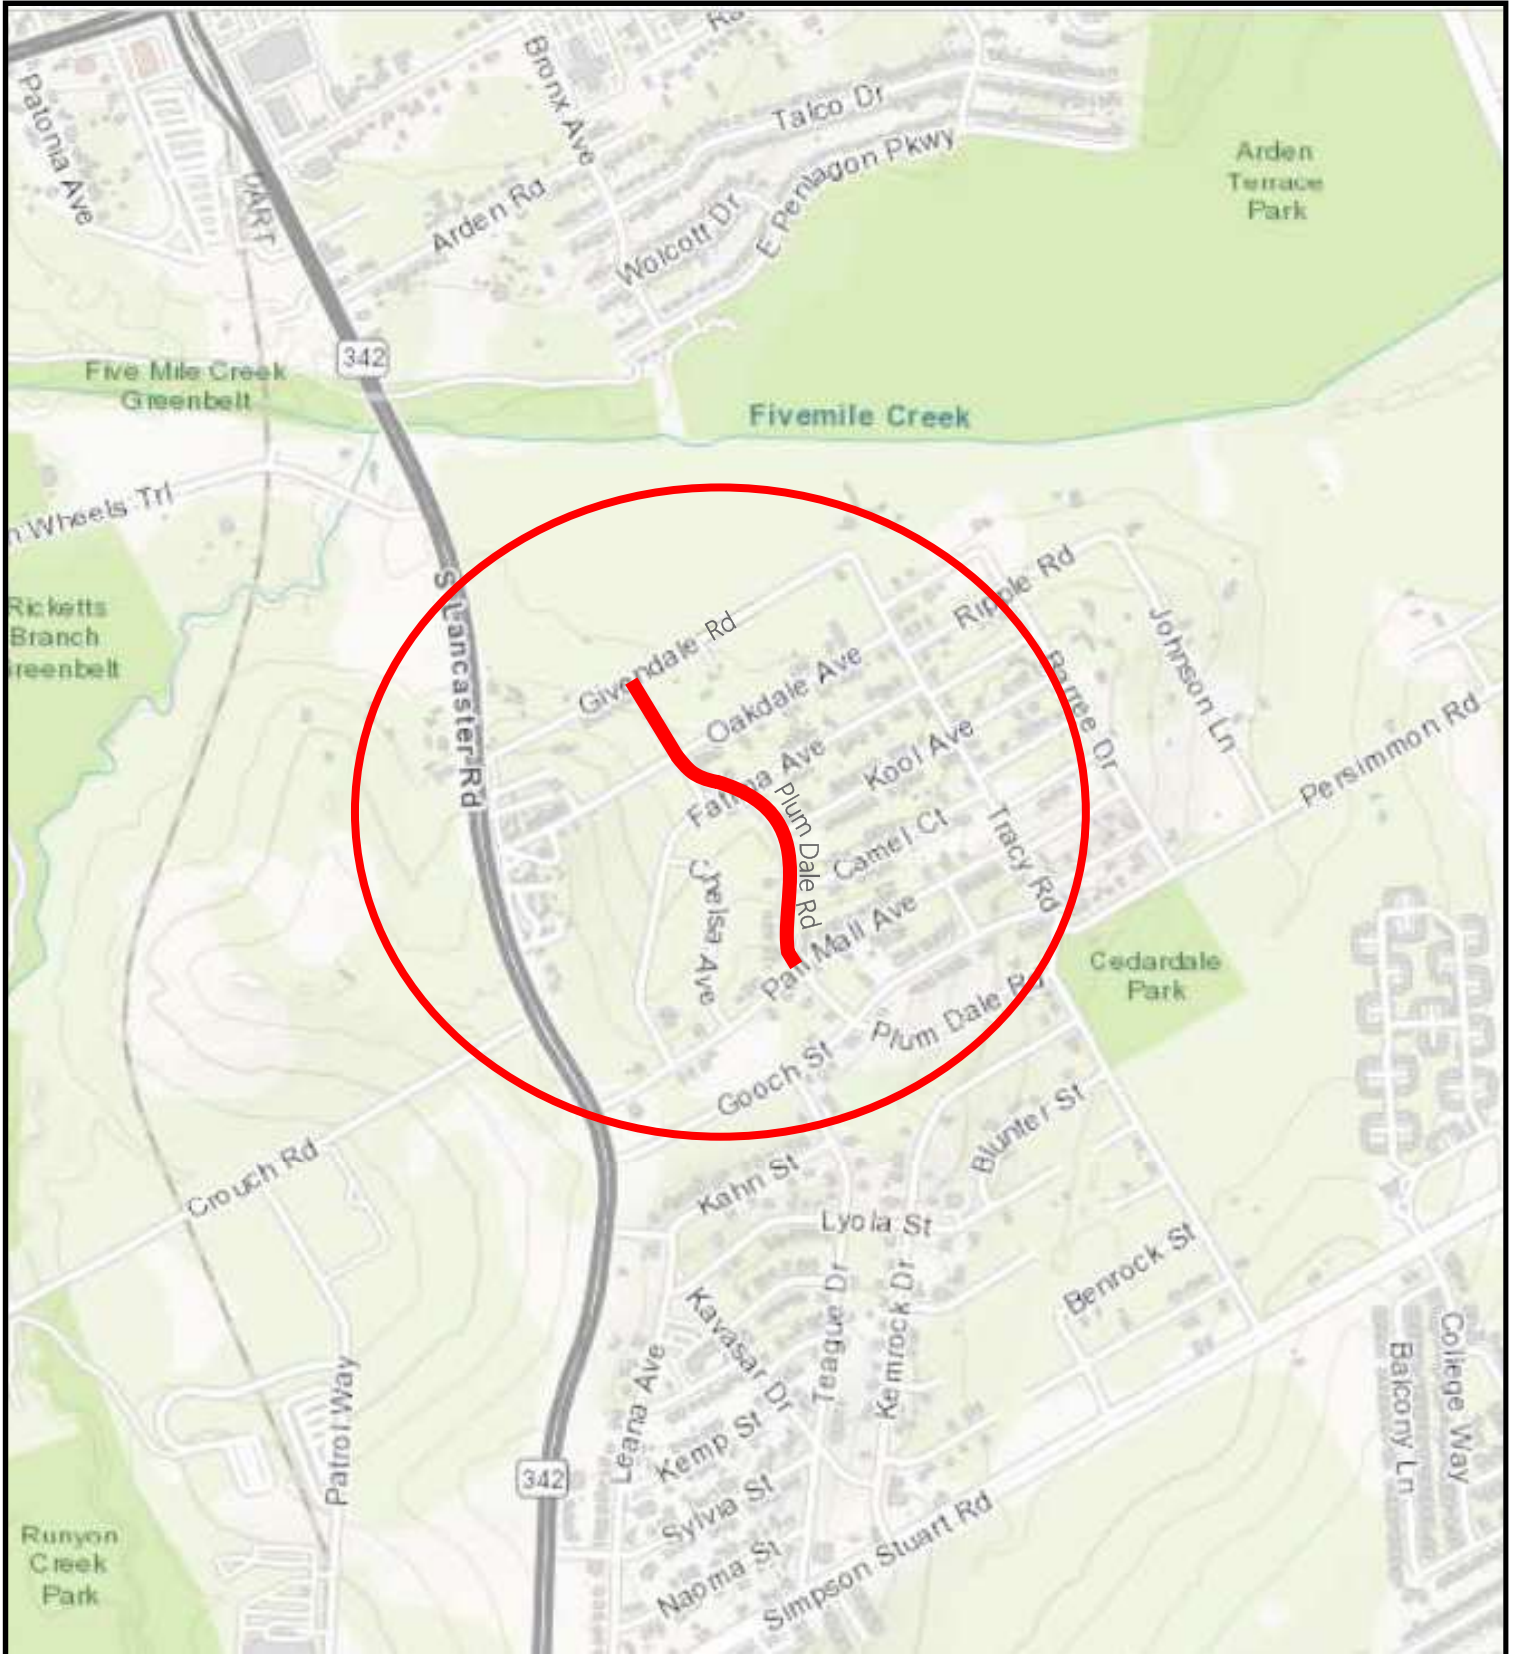 Patonia Ave
DART
Bronx Ave
Ra
Talco Dr
Arden Rd
Wolcott Dr
E Pentagon Pkwy
Arden
Terrace
Park
342
Five Mile Creek
Greenbelt
Fivemile Creek
n Wheels Trl
Ricketts
Branch
reenbelt
S Lancaster Rd
Givendale Rd
Oakdale Ave
Ripple Rd
Barree Dr
Johnson Ln
Persimmon Rd
Fatima Ave
Kool Ave
Plum Dale Rd
Camel Ct
Tracy Rd
Chelsa Ave
Pall Mall Ave
Cedardale
Park
Plum Dale Rd
Gooch St
Blunter St
Crouch Rd
Kahn St
Lyola St
Benrock St
Kavasar Dr
Teague Dr
Kemrock Dr
Leana Ave
Patrol Way
Kemp St
342
Sylvia St
Naoma St
Simpson Stuart Rd
Balcony Ln
College Way
Runyon
Creek
Park